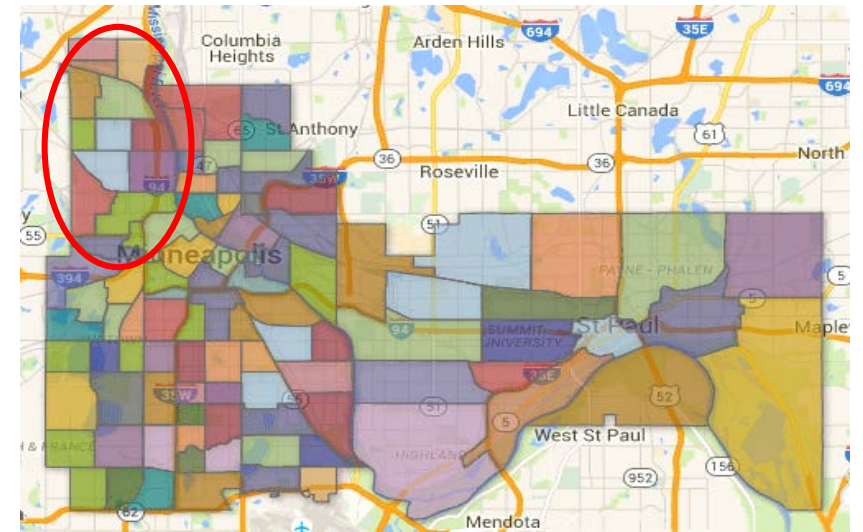 694
35E
Columbia
Heights
Arden Hills
694
Little Canada
61
65
St Anthony
47
36
36
North
Roseville
94
35W
51
55
Minneapolis
394
PAYNE - PHALEN
5
5
94
SUMMIT-
UNIVERSITY
St Paul
Maple
35E
35W
55
51
52
5
HIGHLAND
West St Paul
156
952
62
Mendota